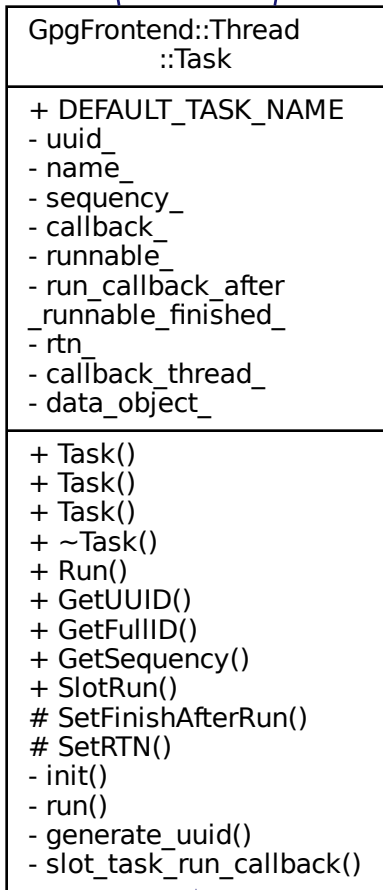 GpgFrontend::Thread
::Task
+ DEFAULT_TASK_NAME
- uuid_
- name_
- sequency_
- callback_
- runnable_
- run_callback_after
_runnable_finished_
- rtn_
- callback_thread_
- data_object_
+ Task()
+ Task()
+ Task()
+ ~Task()
+ Run()
+ GetUUID()
+ GetFullID()
+ GetSequency()
+ SlotRun()
# SetFinishAfterRun()
# SetRTN()
- init()
- run()
- generate_uuid()
- slot_task_run_callback()